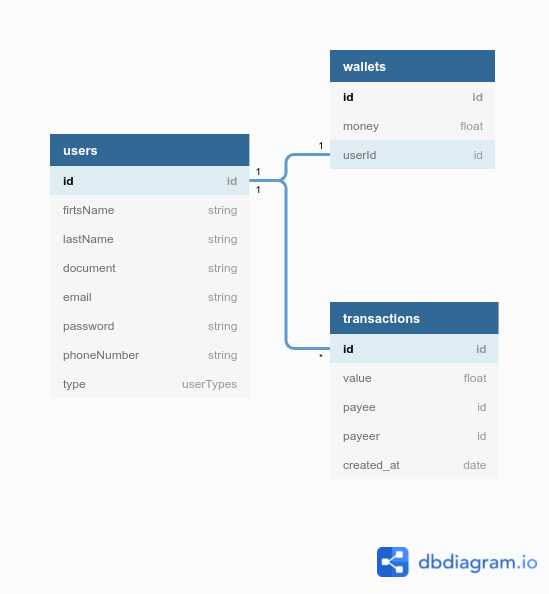 users
id id
firtsName string
lastName string
document string
email string
password string
phoneNumber string
type userTypes
1
1
1
*
wallets
id id
money float
userId id
transactions
id id
value float
payee id
payeer id
created_at date
dbdiagram.io